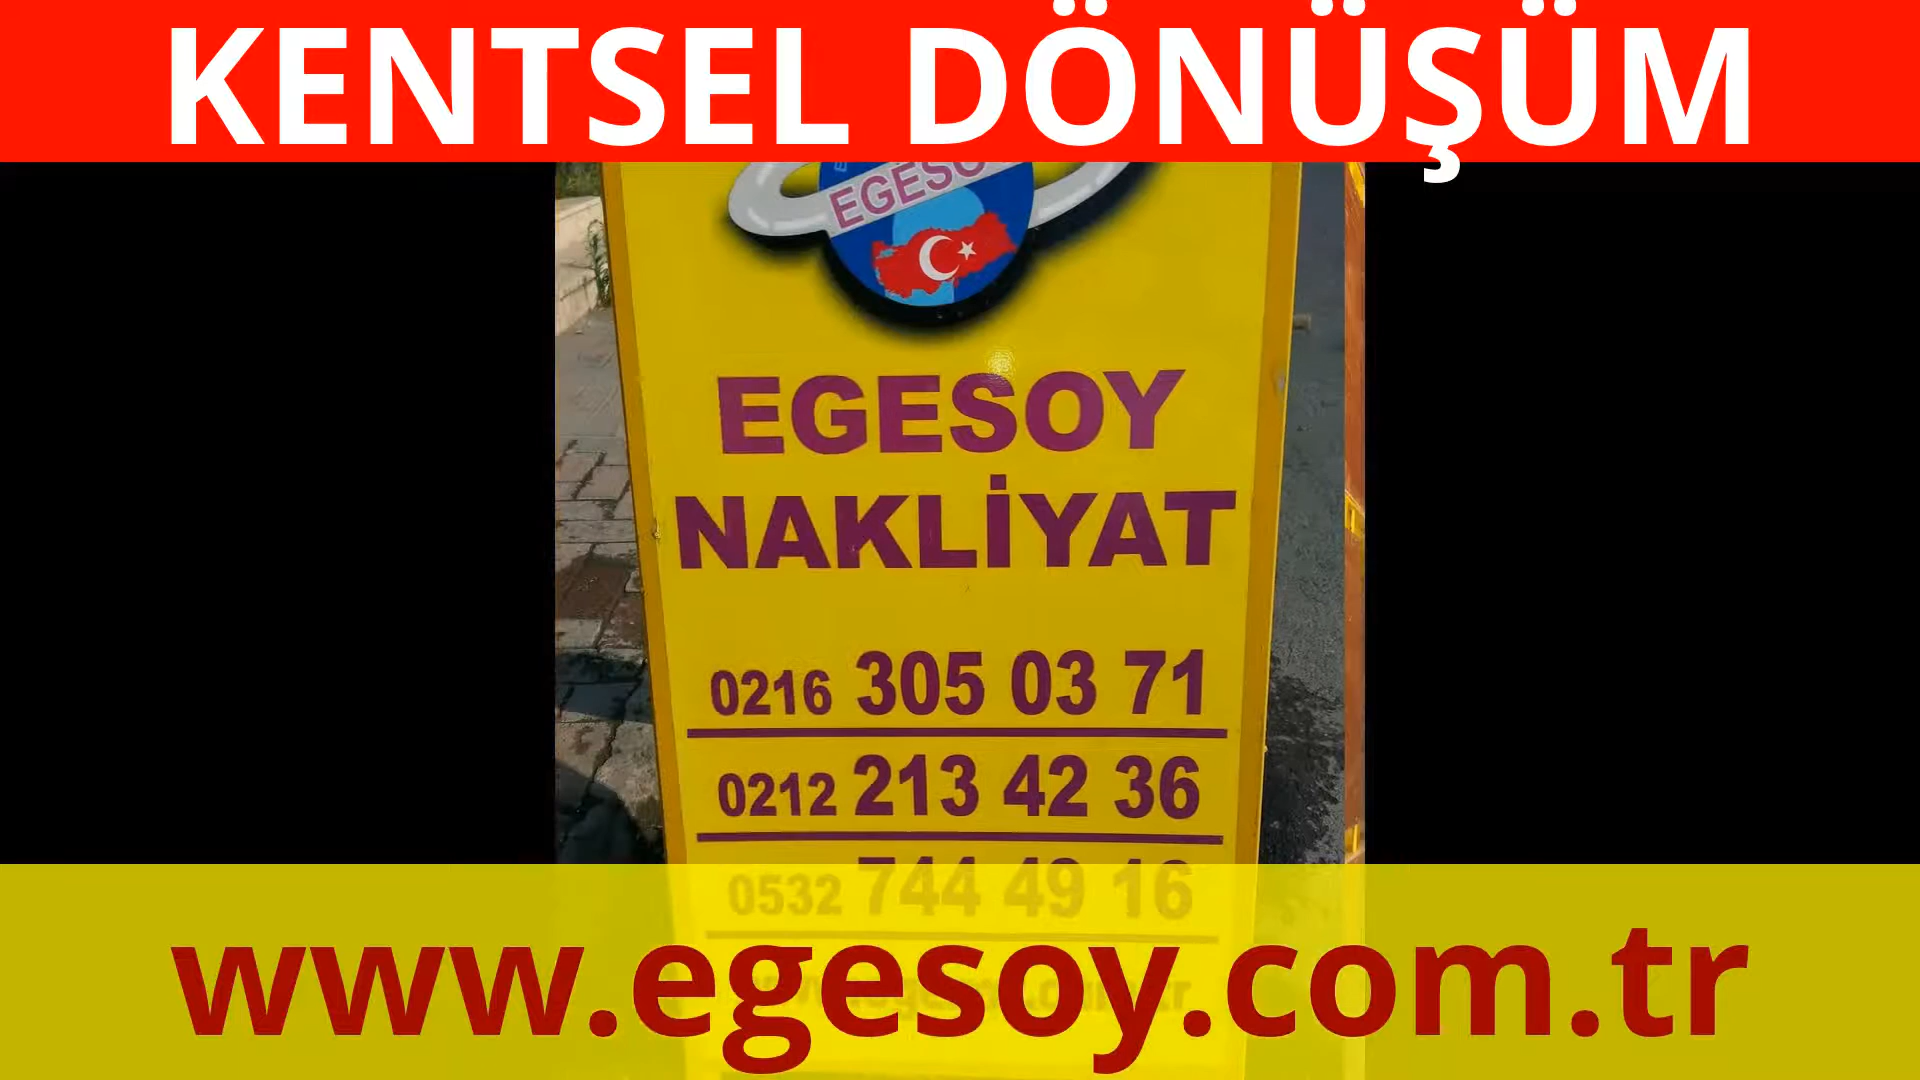 KENTSEL DÖNÜŞÜM
EGESO
EGESOY
NAKLİYAT
0216 305 03 71
0212 213 42 36
0532 744 49 16
www.egesoy.com.tr